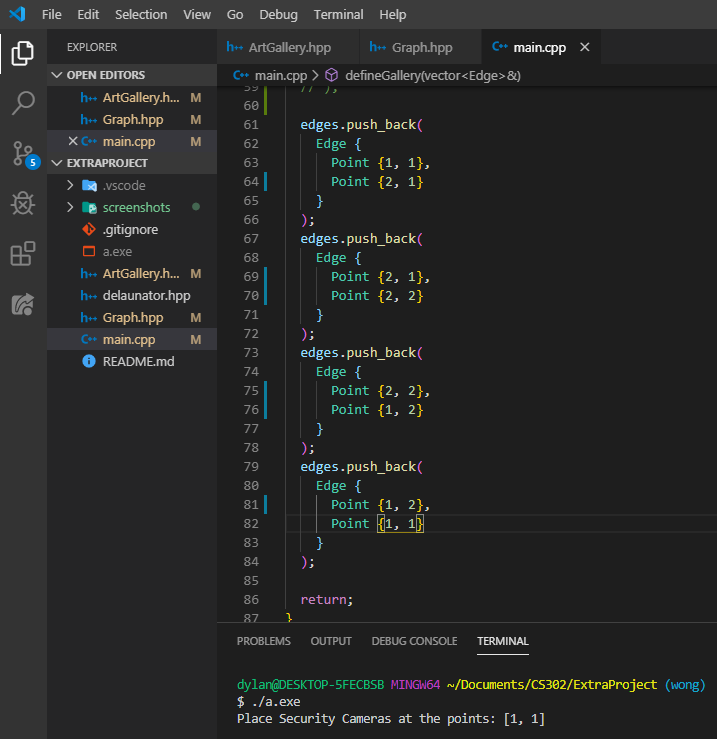 File Edit Selection View Go Debug Terminal Help
EXPLORER
OPEN EDITORS
h++ ArtGallery.h... M
h++ Graph.hpp M
C++ main.cpp M
EXTRAPROJECT
.vscode
screenshots
.gitignore
a.exe
h++ ArtGallery.h... M
delaunator.hpp
h++ Graph.hpp M
C++ main.cpp M
README.md
5
h++ ArtGallery.hpp h++ Graph.hpp C++ main.cpp
C++ main.cpp > defineGallery(vector<Edge>&)
59 // );
60
61 edges.push_back(
62 Edge {
63 Point {1, 1},
64 Point {2, 1}
65 }
66 );
67 edges.push_back(
68 Edge {
69 Point {2, 1},
70 Point {2, 2}
71 }
72 );
73 edges.push_back(
74 Edge {
75 Point {2, 2},
76 Point {1, 2}
77 }
78 );
79 edges.push_back(
80 Edge {
81 Point {1, 2},
82 Point {1, 1}
83 }
84 );
85
86 return;
87 }
PROBLEMS OUTPUT DEBUG CONSOLE TERMINAL
dylan@DESKTOP-5FECBSB MINGW64 ~/Documents/CS302/ExtraProject (wong)
$ ./a.exe
Place Security Cameras at the points: [1, 1]